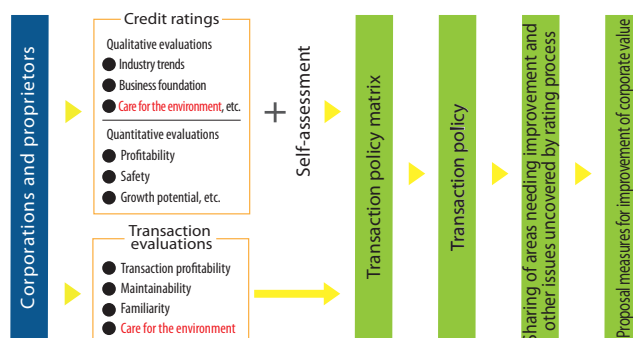 Corporations and proprietors
Credit ratings
Qualitative evaluations
Industry trends
Business foundation
Care for the environment, etc.
Quantitative evaluations
Profitability
Safety
Growth potential, etc.
+
Self-assessment
Transaction
evaluations
Transaction profitability
Maintainability
Familiarity
Care for the environment
Transaction policy matrix
Transaction policy
Sharing of areas needing improvement and
other issues uncovered by rating process
Proposal measures for improvement of corporate value